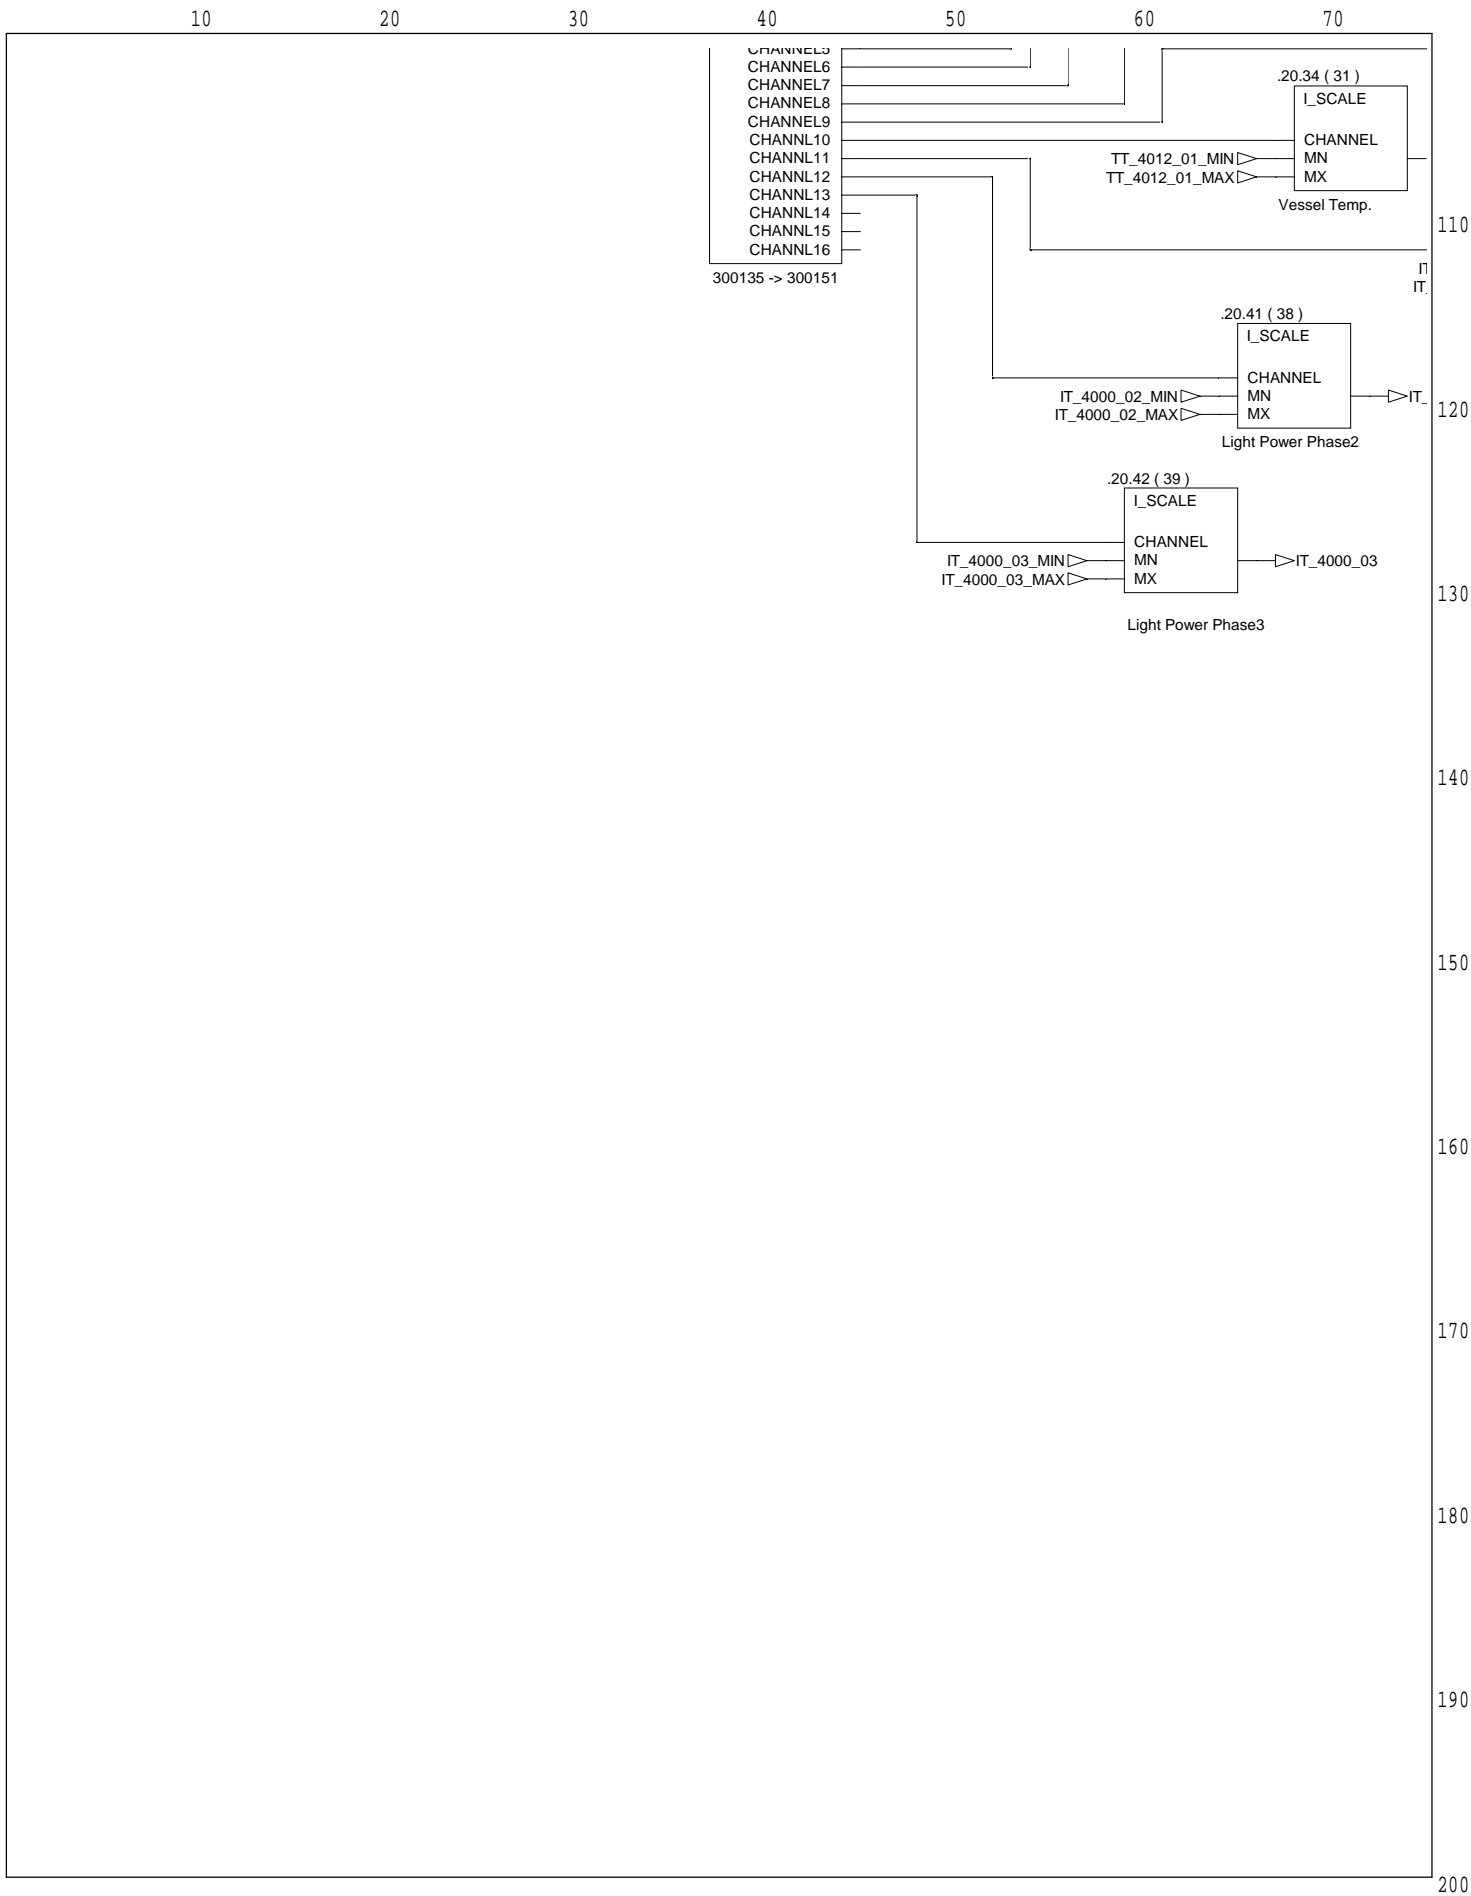 10 20 30 40 50 60 70
CHANNEL5
CHANNEL6
CHANNEL7
CHANNEL8
CHANNEL9
CHANNL10
CHANNL11
CHANNL12
CHANNL13
CHANNL14
CHANNL15
CHANNL16
300135 -> 300151
.20.34 ( 31 )
I_SCALE
CHANNEL
TT_4012_01_MIN MN
TT_4012_01_MAX MX
Vessel Temp.
110
IT_
.20.41 ( 38 )
I_SCALE
CHANNEL
IT_4000_02_MIN MN IT_
IT_4000_02_MAX MX
120
Light Power Phase2
.20.42 ( 39 )
I_SCALE
CHANNEL
IT_4000_03_MIN MN IT_4000_03
IT_4000_03_MAX MX
130
Light Power Phase3
140
150
160
170
180
190
200